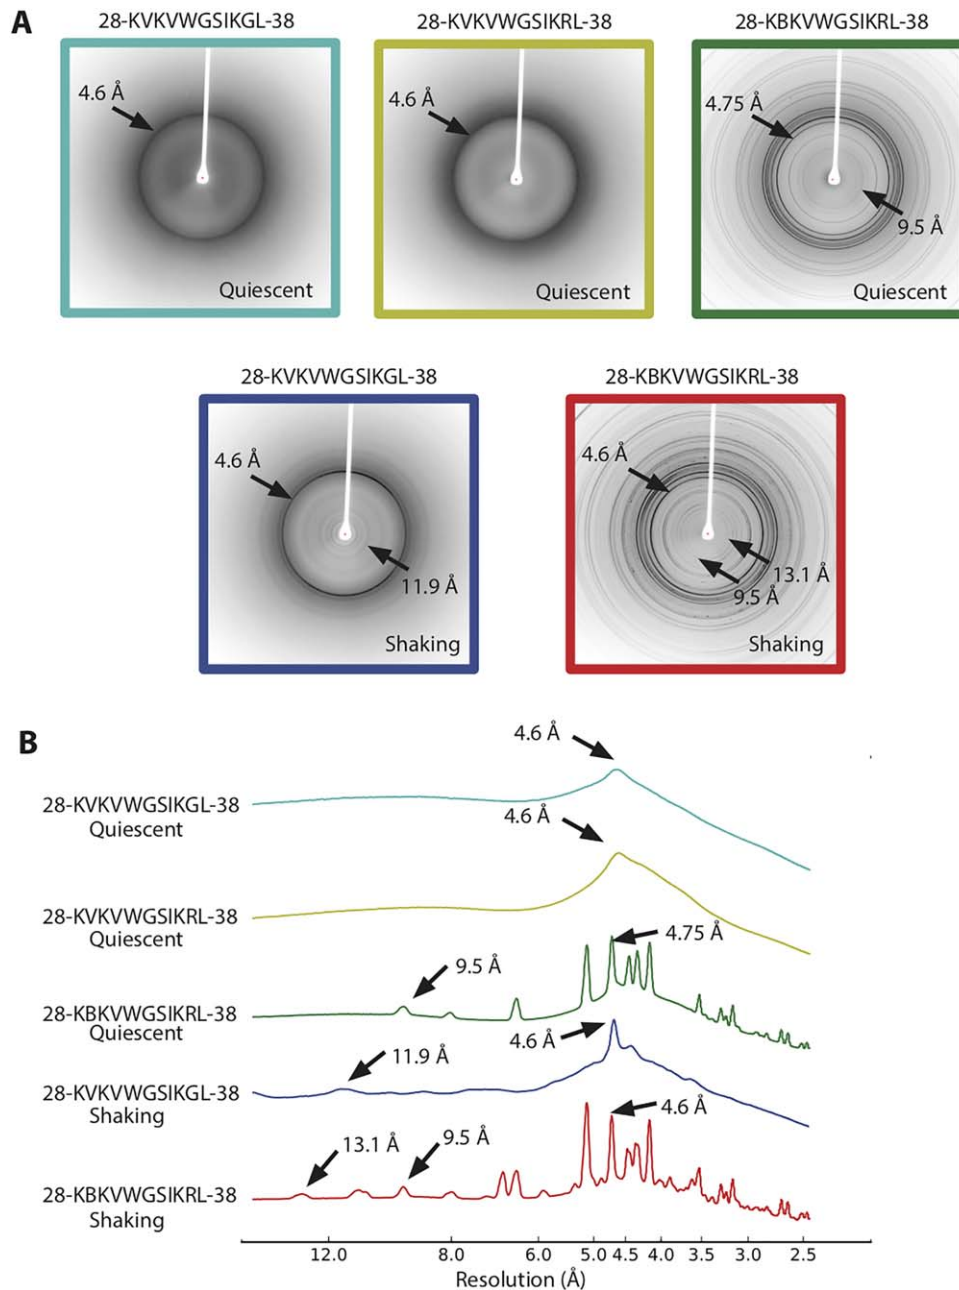 A
28-KVKVWGSIKGL-38
28-KVKVWGSIKRL-38
28-KBKVWGSIKRL-38
4.6 Å
4.6 Å
4.75 Å
9.5 Å
Quiescent
Quiescent
Quiescent
28-KVKVWGSIKGL-38
28-KBKVWGSIKRL-38
4.6 Å
4.6 Å
11.9 Å
13.1 Å
9.5 Å
Shaking
Shaking
B
4.6 Å
28-KVKVWGSIKGL-38
Quiescent
4.6 Å
28-KVKVWGSIKRL-38
Quiescent
4.75 Å
9.5 Å
28-KBKVWGSIKRL-38
Quiescent
4.6 Å
11.9 Å
28-KVKVWGSIKGL-38
Shaking
4.6 Å
13.1 Å
9.5 Å
28-KBKVWGSIKRL-38
Shaking
12.0 8.0 6.0 5.0 4.5 4.0 3.5 3.0 2.5
Resolution (Å)